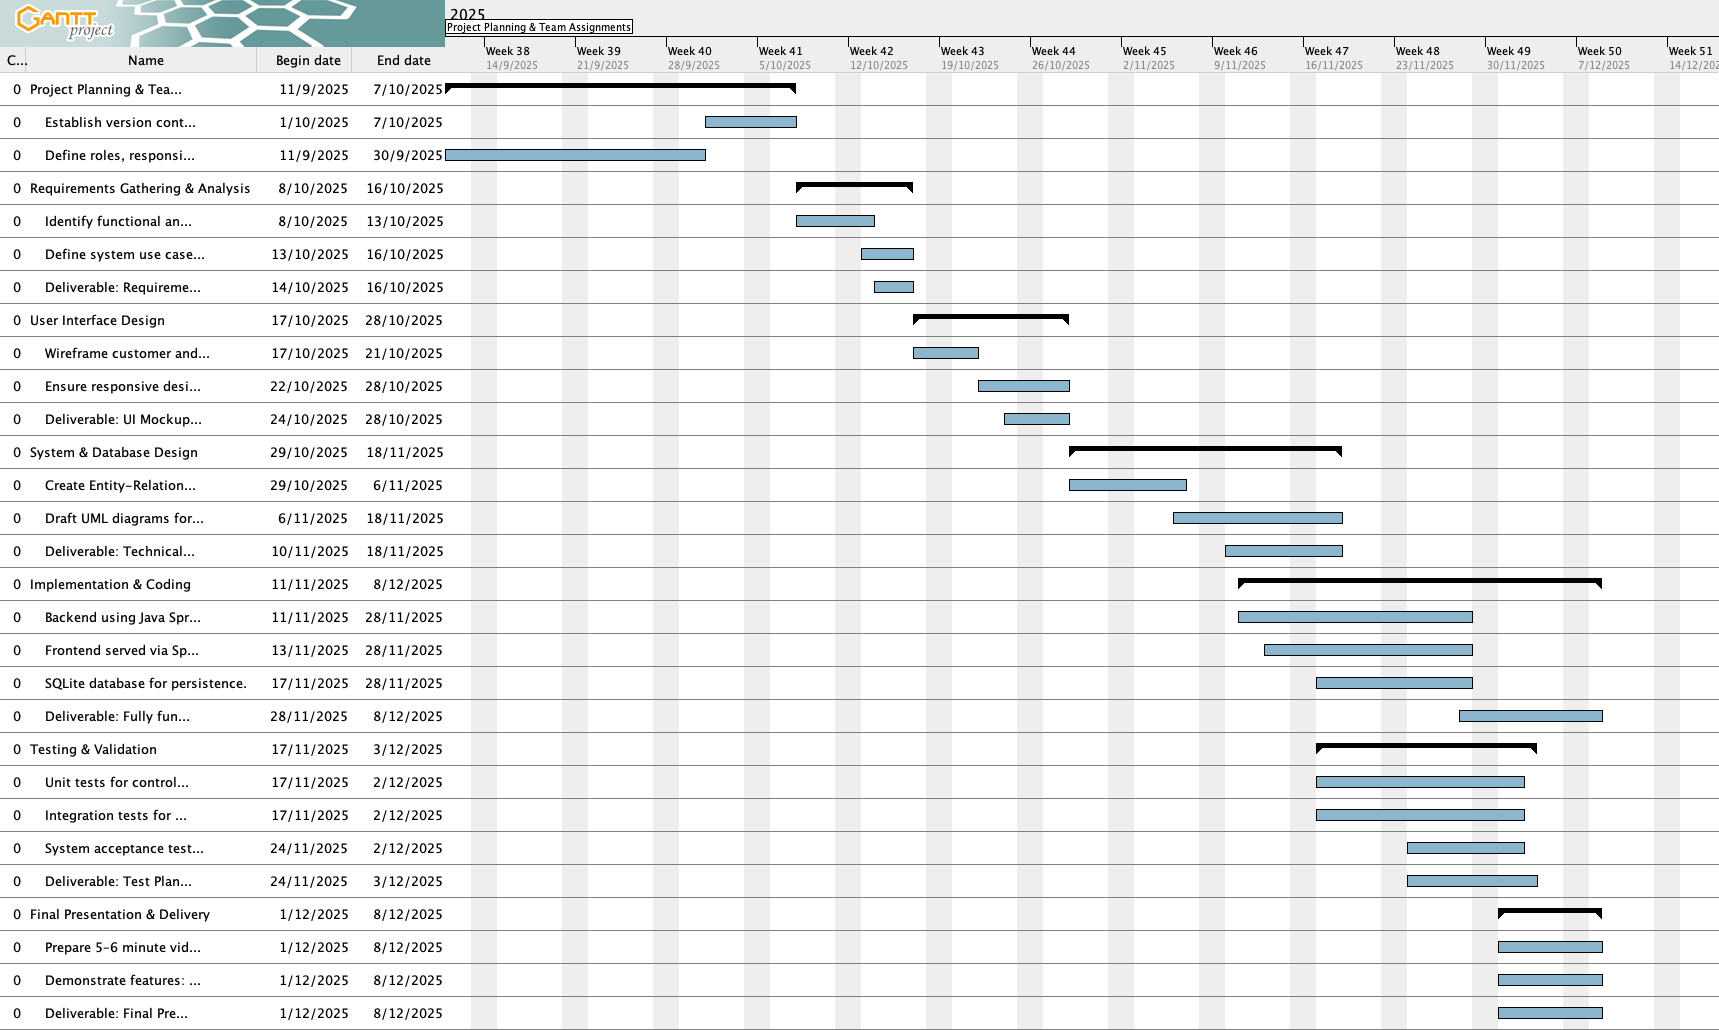 GANTT
project
2025
Project Planning & Team Assignments
Week 38 Week 39 Week 40 Week 41 Week 42 Week 43 Week 44 Week 45 Week 46 Week 47 Week 48 Week 49 Week 50 Week 51
C... Name Begin date End date
14/9/2025 21/9/2025 28/9/2025 5/10/2025 12/10/2025 19/10/2025 26/10/2025 2/11/2025 9/11/2025 16/11/2025 23/11/2025 30/11/2025 7/12/2025 14/12/202
0 Project Planning & Tea... 11/9/2025 7/10/2025
0 Establish version cont... 1/10/2025 7/10/2025
0 Define roles, responsi... 11/9/2025 30/9/2025
0 Requirements Gathering & Analysis 8/10/2025 16/10/2025
0 Identify functional an... 8/10/2025 13/10/2025
0 Define system use case... 13/10/2025 16/10/2025
0 Deliverable: Requireme... 14/10/2025 16/10/2025
0 User Interface Design 17/10/2025 28/10/2025
0 Wireframe customer and... 17/10/2025 21/10/2025
0 Ensure responsive desi... 22/10/2025 28/10/2025
0 Deliverable: UI Mockup... 24/10/2025 28/10/2025
0 System & Database Design 29/10/2025 18/11/2025
0 Create Entity-Relation... 29/10/2025 6/11/2025
0 Draft UML diagrams for... 6/11/2025 18/11/2025
0 Deliverable: Technical... 10/11/2025 18/11/2025
0 Implementation & Coding 11/11/2025 8/12/2025
0 Backend using Java Spr... 11/11/2025 28/11/2025
0 Frontend served via Sp... 13/11/2025 28/11/2025
0 SQLite database for persistence. 17/11/2025 28/11/2025
0 Deliverable: Fully fun... 28/11/2025 8/12/2025
0 Testing & Validation 17/11/2025 3/12/2025
0 Unit tests for control... 17/11/2025 2/12/2025
0 Integration tests for ... 17/11/2025 2/12/2025
0 System acceptance test... 24/11/2025 2/12/2025
0 Deliverable: Test Plan... 24/11/2025 3/12/2025
0 Final Presentation & Delivery 1/12/2025 8/12/2025
0 Prepare 5-6 minute vid... 1/12/2025 8/12/2025
0 Demonstrate features: ... 1/12/2025 8/12/2025
0 Deliverable: Final Pre... 1/12/2025 8/12/2025